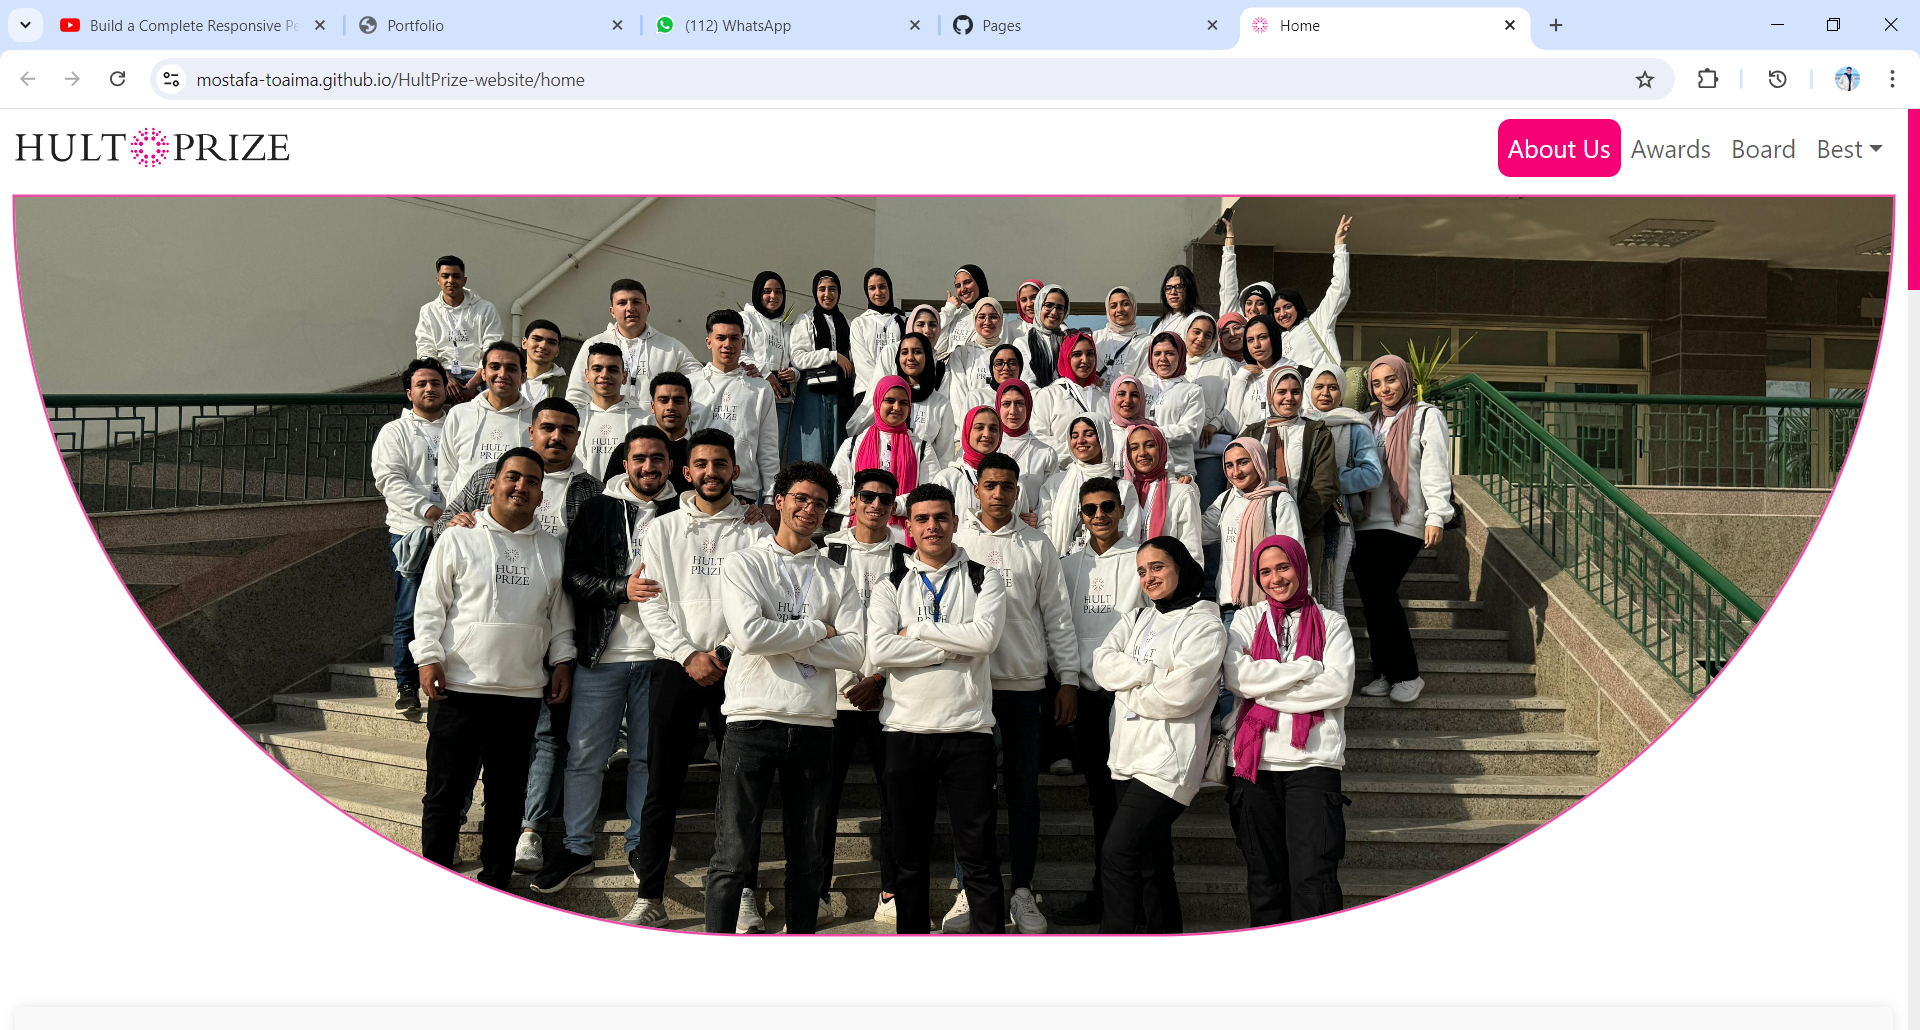 Build a Complete Responsive Pe
Portfolio
(112) WhatsApp
Pages
Home
mostafa-toaima.github.io/HultPrize-website/home
HULT PRIZE
About Us
Awards
Board
Best
HULT
PRIZE
HULT
PRIZE
HULT
PRIZE
HULT
PRIZE